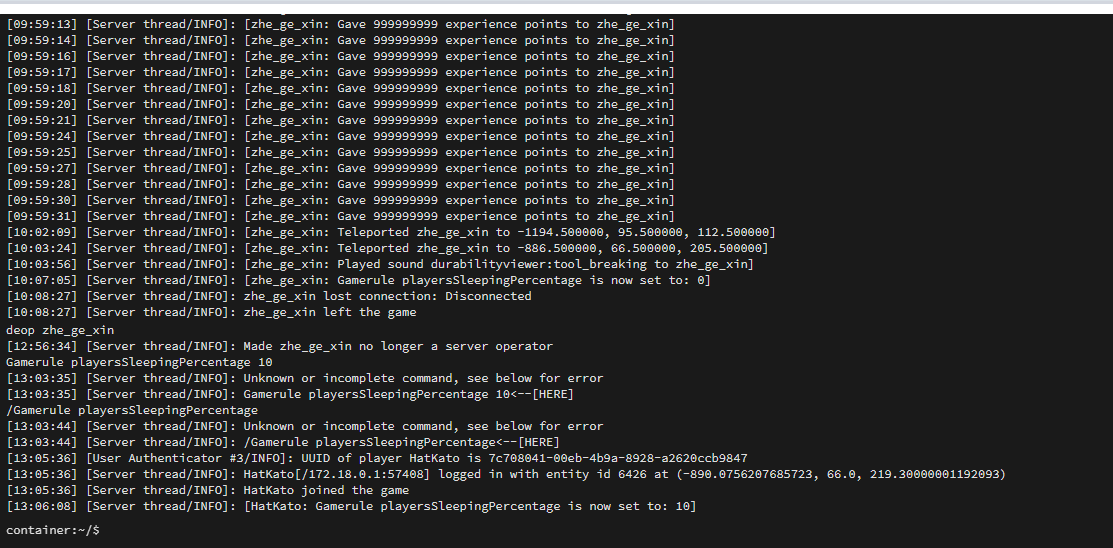 [09:59:13] [Server thread/INFO]: [zhe_ge_xin: Gave 999999999 experience points to zhe_ge_xin]
[09:59:14] [Server thread/INFO]: [zhe_ge_xin: Gave 999999999 experience points to zhe_ge_xin]
[09:59:16] [Server thread/INFO]: [zhe_ge_xin: Gave 999999999 experience points to zhe_ge_xin]
[09:59:17] [Server thread/INFO]: [zhe_ge_xin: Gave 999999999 experience points to zhe_ge_xin]
[09:59:18] [Server thread/INFO]: [zhe_ge_xin: Gave 999999999 experience points to zhe_ge_xin]
[09:59:20] [Server thread/INFO]: [zhe_ge_xin: Gave 999999999 experience points to zhe_ge_xin]
[09:59:21] [Server thread/INFO]: [zhe_ge_xin: Gave 999999999 experience points to zhe_ge_xin]
[09:59:24] [Server thread/INFO]: [zhe_ge_xin: Gave 999999999 experience points to zhe_ge_xin]
[09:59:25] [Server thread/INFO]: [zhe_ge_xin: Gave 999999999 experience points to zhe_ge_xin]
[09:59:27] [Server thread/INFO]: [zhe_ge_xin: Gave 999999999 experience points to zhe_ge_xin]
[09:59:28] [Server thread/INFO]: [zhe_ge_xin: Gave 999999999 experience points to zhe_ge_xin]
[09:59:30] [Server thread/INFO]: [zhe_ge_xin: Gave 999999999 experience points to zhe_ge_xin]
[09:59:31] [Server thread/INFO]: [zhe_ge_xin: Gave 999999999 experience points to zhe_ge_xin]
[10:02:09] [Server thread/INFO]: [zhe_ge_xin: Teleported zhe_ge_xin to -1194.500000, 95.500000, 112.500000]
[10:03:24] [Server thread/INFO]: [zhe_ge_xin: Teleported zhe_ge_xin to -886.500000, 66.500000, 205.500000]
[10:03:56] [Server thread/INFO]: [zhe_ge_xin: Played sound durabilityviewer:tool_breaking to zhe_ge_xin]
[10:07:05] [Server thread/INFO]: [zhe_ge_xin: Gamerule playersSleepingPercentage is now set to: 0]
[10:08:27] [Server thread/INFO]: zhe_ge_xin lost connection: Disconnected
[10:08:27] [Server thread/INFO]: zhe_ge_xin left the game
deop zhe_ge_xin
[12:56:34] [Server thread/INFO]: Made zhe_ge_xin no longer a server operator
Gamerule playersSleepingPercentage 10
[13:03:35] [Server thread/INFO]: Unknown or incomplete command, see below for error
[13:03:35] [Server thread/INFO]: Gamerule playersSleepingPercentage 10<--[HERE]
/Gamerule playersSleepingPercentage
[13:03:44] [Server thread/INFO]: Unknown or incomplete command, see below for error
[13:03:44] [Server thread/INFO]: /Gamerule playersSleepingPercentage<--[HERE]
[13:05:36] [User Authenticator #3/INFO]: UUID of player HatKato is 7c708041-00eb-4b9a-8928-a2620ccb9847
[13:05:36] [Server thread/INFO]: HatKato[/172.18.0.1:57408] logged in with entity id 6426 at (-890.0756207685723, 66.0, 219.30000001192093)
[13:05:36] [Server thread/INFO]: HatKato joined the game
[13:06:08] [Server thread/INFO]: [HatKato: Gamerule playersSleepingPercentage is now set to: 10]
container:~/$